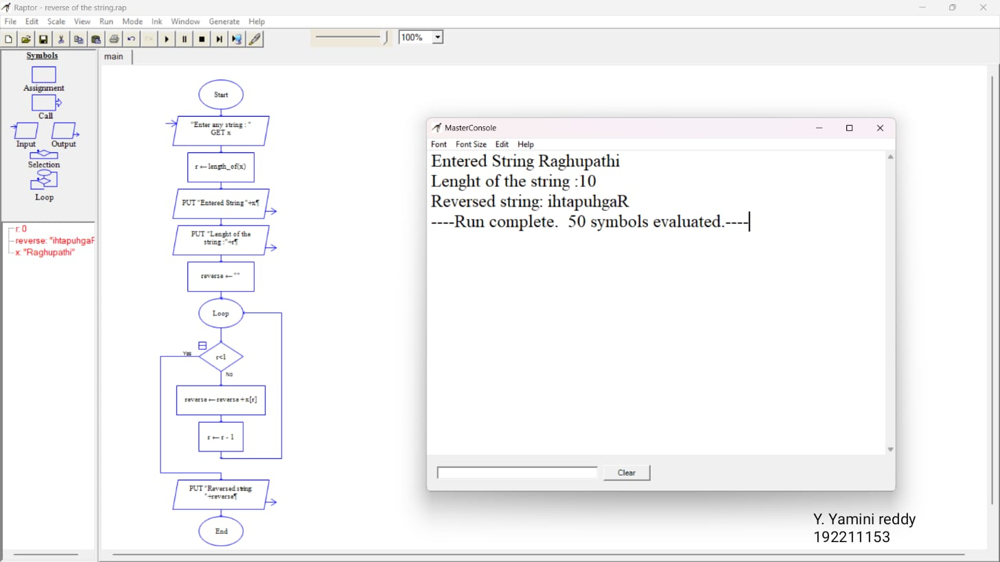 Raptor - reverse of the string.rap
File Edit Scale View Run Mode Ink Window Generate Help
100%
Symbols
Assignment
Call
Input Output
Selection
Loop
r: 0
reverse: "ihtapuhgaR
x: "Raghupathi"
main
Start
"Enter any string : "
GET x
r ← length_of(x)
PUT "Entered String "+x¶
PUT "Lenght of the
string :"+r¶
reverse ← ""
Loop
Yes
r<1
No
reverse ← reverse + x[r]
r ← r - 1
PUT "Reversed string:
"+reverse¶
End
MasterConsole
Font Font Size Edit Help
Entered String Raghupathi
Lenght of the string :10
Reversed string: ihtapuhgaR
----Run complete. 50 symbols evaluated.----
Clear
Y. Yamini reddy
192211153